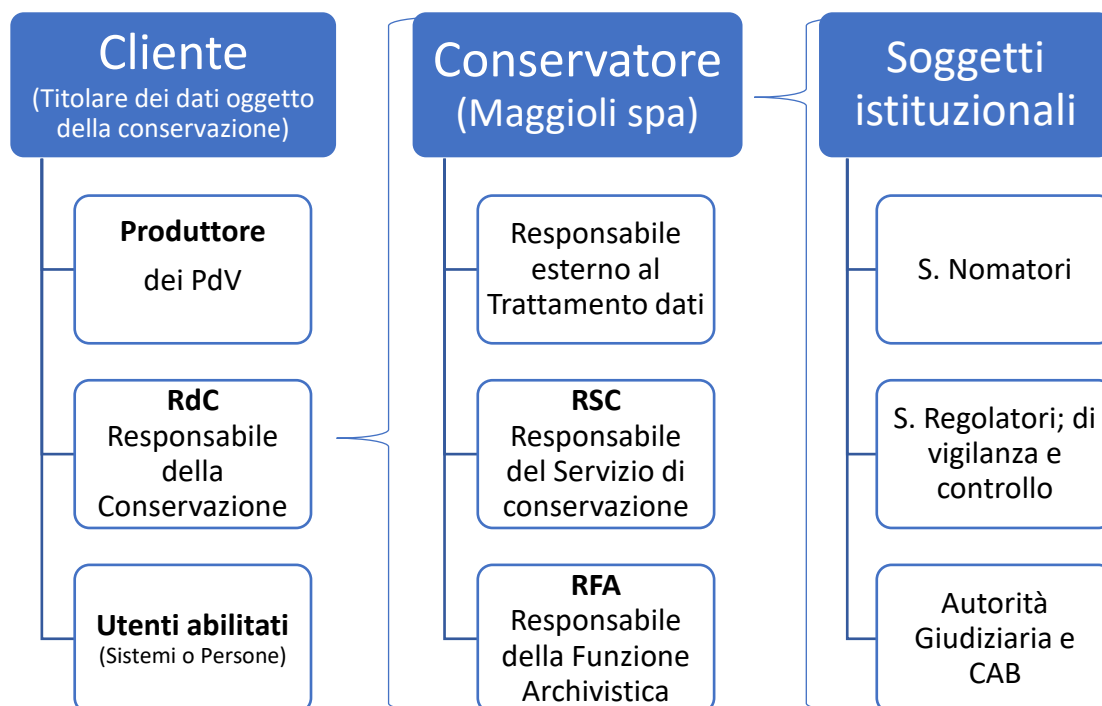 Cliente
(Titolare dei dati oggetto
della conservazione)
Produttore
dei PdV
RdC
Responsabile
della
Conservazione
Utenti abilitati
(Sistemi o Persone)
Conservatore
(Maggioli spa)
Responsabile
esterno al
Trattamento dati
RSC
Responsabile
del Servizio di
conservazione
RFA
Responsabile
della Funzione
Archivistica
Soggetti
istituzionali
S. Nomatori
S. Regolatori; di
vigilanza e
controllo
Autorità
Giudiziaria e
CAB